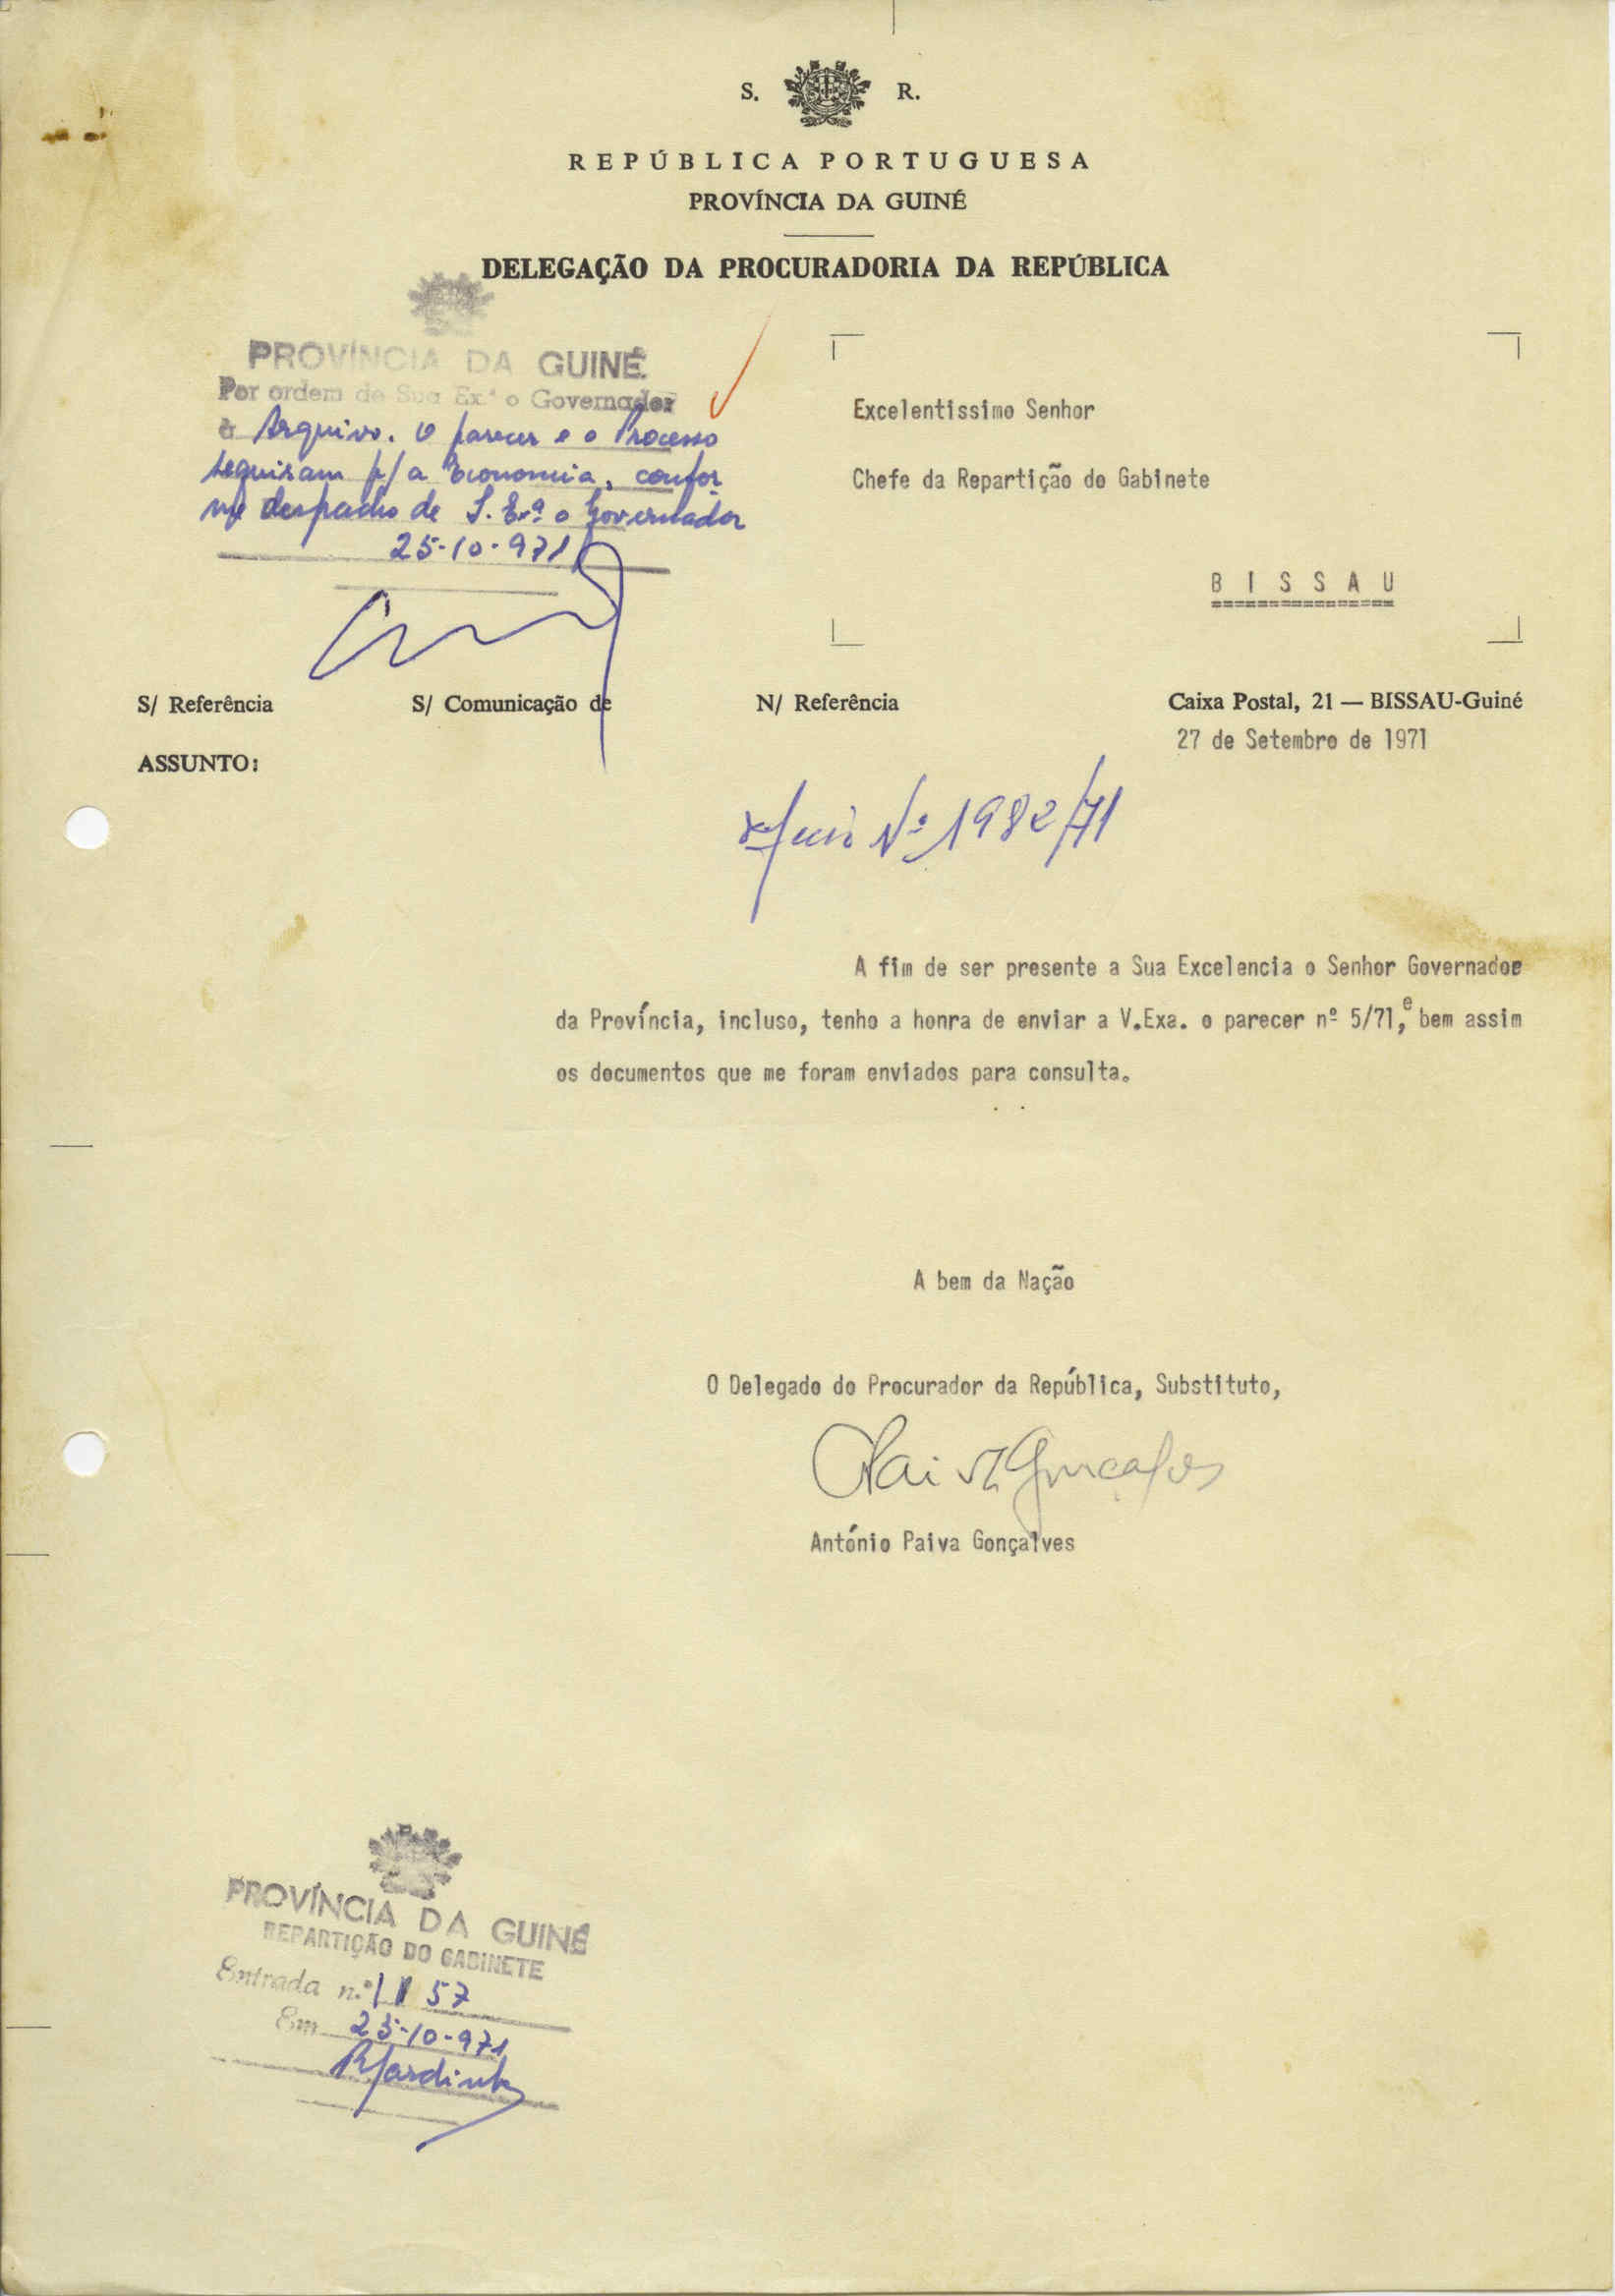 S. R.
REPÚBLICA PORTUGUESA
PROVÍNCIA DA GUINÉ
DELEGAÇÃO DA PROCURADORIA DA REPÚBLICA
PROVÍNCIA DA GUINÉ
Por ordem de Sua Ex.ª o Governador
Arquivo. O parecer e o Processo
seguiram p/ a Economia, confor
me despacho de S. Exª o Governador
25-10-971
Excelentissimo Senhor
Chefe da Repartição do Gabinete
B I S S A U
================
S/ Referência S/ Comunicação de N/ Referência Caixa Postal, 21 — BISSAU-Guiné
27 de Setembro de 1971
ASSUNTO:
Nº 1982/71
A fim de ser presente a Sua Excelencia o Senhor Governador
da Província, incluso, tenho a honra de enviar a V.Exa. o parecer nº 5/71, e bem assim
os documentos que me foram enviados para consulta.
A bem da Nação
O Delegado do Procurador da República, Substituto,
Paiva Gonçalves
António Paiva Gonçalves
PROVÍNCIA DA GUINÉ
REPARTIÇÃO DO GABINETE
Entrada n.º 1157
Em 25-10-971